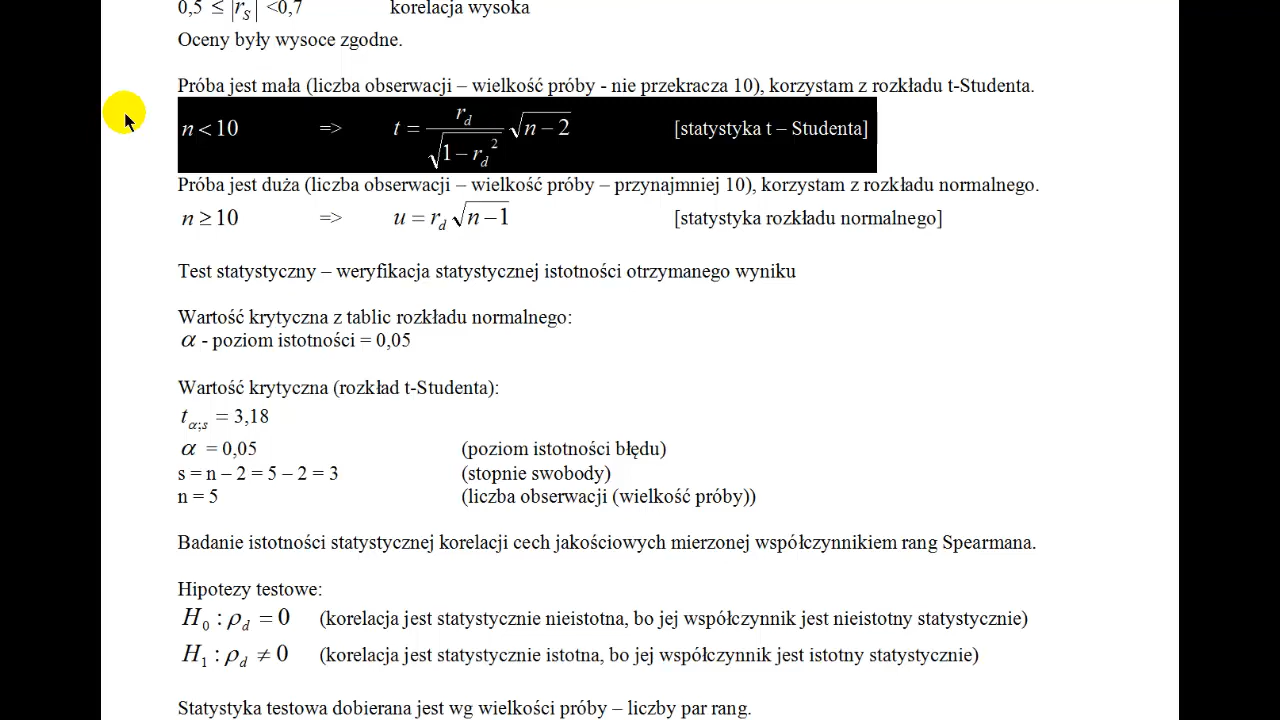 0,5 ≤ |r_S| <0,7 korelacja wysoka
Oceny były wysoce zgodne.
Próba jest mała (liczba obserwacji – wielkość próby - nie przekracza 10), korzystam z rozkładu t-Studenta.
n < 10 => t = r_d / √(1 − r_d²) √(n − 2) [statystyka t – Studenta]
Próba jest duża (liczba obserwacji – wielkość próby – przynajmniej 10), korzystam z rozkładu normalnego.
n ≥ 10 => u = r_d √(n − 1) [statystyka rozkładu normalnego]
Test statystyczny – weryfikacja statystycznej istotności otrzymanego wyniku
Wartość krytyczna z tablic rozkładu normalnego:
α - poziom istotności = 0,05
Wartość krytyczna (rozkład t-Studenta):
t_α;s = 3,18
α = 0,05 (poziom istotności błędu)
s = n – 2 = 5 – 2 = 3 (stopnie swobody)
n = 5 (liczba obserwacji (wielkość próby))
Badanie istotności statystycznej korelacji cech jakościowych mierzonej współczynnikiem rang Spearmana.
Hipotezy testowe:
H₀ : ρ_d = 0 (korelacja jest statystycznie nieistotna, bo jej współczynnik jest nieistotny statystycznie)
H₁ : ρ_d ≠ 0 (korelacja jest statystycznie istotna, bo jej współczynnik jest istotny statystycznie)
Statystyka testowa dobierana jest wg wielkości próby – liczby par rang.